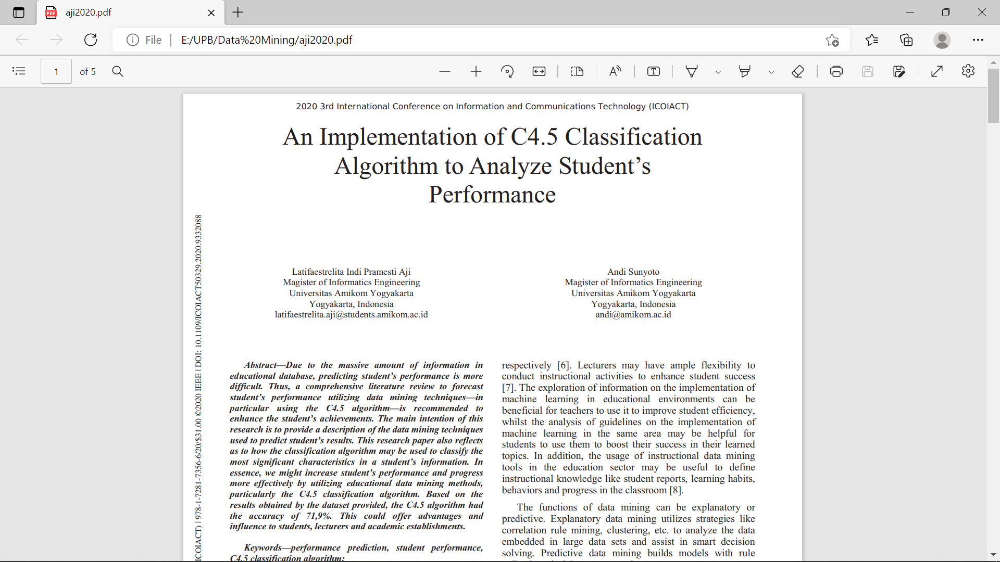 aji2020.pdf
File
E:/UPB/Data%20Mining/aji2020.pdf
1
of 5
2020 3rd International Conference on Information and Communications Technology (ICOIACT)
An Implementation of C4.5 Classification
Algorithm to Analyze Student’s
Performance
Latifaestrelita Indi Pramesti Aji
Magister of Informatics Engineering
Universitas Amikom Yogyakarta
Yogyakarta, Indonesia
latifaestrelita.aji@students.amikom.ac.id
Andi Sunyoto
Magister of Informatics Engineering
Universitas Amikom Yogyakarta
Yogyakarta, Indonesia
andi@amikom.ac.id
ICOIACT) | 978-1-7281-7356-6/20/$31.00 ©2020 IEEE | DOI: 10.1109/ICOIACT50329.2020.9332088
Abstract—Due to the massive amount of information in
educational database, predicting student’s performance is more
difficult. Thus, a comprehensive literature review to forecast
student’s performance utilizing data mining techniques—in
particular using the C4.5 algorithm—is recommended to
enhance the student’s achievements. The main intention of this
research is to provide a description of the data mining techniques
used to predict student’s results. This research paper also reflects
as to how the classification algorithm may be used to classify the
most significant characteristics in a student’s information. In
essence, we might increase student’s performance and progress
more effectively by utilizing educational data mining methods,
particularly the C4.5 classification algorithm. Based on the
results obtained by the dataset provided, the C4.5 algorithm had
the accuracy of 71,9%. This could offer advantages and
influence to students, lecturers and academic establishments.
Keywords—performance prediction, student performance,
C4.5 classification algorithm;
respectively [6]. Lecturers may have ample flexibility to
conduct instructional activities to enhance student success
[7]. The exploration of information on the implementation of
machine learning in educational environments can be
beneficial for teachers to use it to improve student efficiency,
whilst the analysis of guidelines on the implementation of
machine learning in the same area may be helpful for
students to use them to boost their success in their learned
topics. In addition, the usage of instructional data mining
tools in the education sector may be useful to define
instructional knowledge like student reports, learning habits,
behaviors and progress in the classroom [8].
The functions of data mining can be explanatory or
predictive. Explanatory data mining utilizes strategies like
correlation rule mining, clustering, etc. to analyze the data
embedded in large data sets and assist in smart decision
solving. Predictive data mining builds models with rule